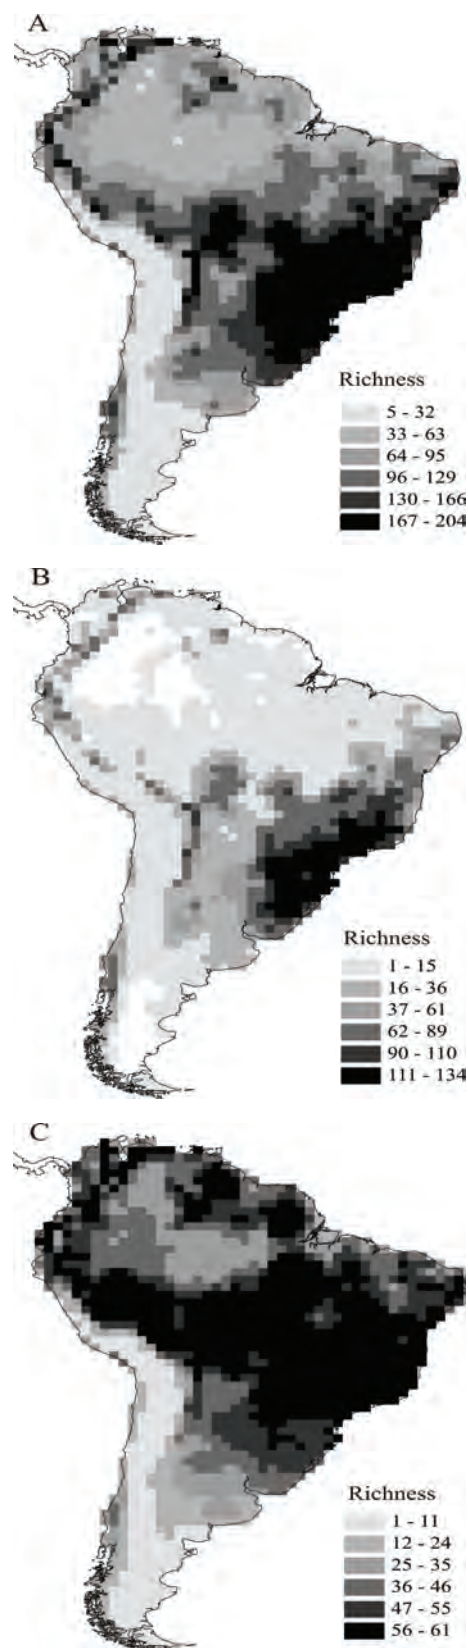 A
Richness
5 - 32
33 - 63
64 - 95
96 - 129
130 - 166
167 - 204
B
Richness
1 - 15
16 - 36
37 - 61
62 - 89
90 - 110
111 - 134
C
Richness
1 - 11
12 - 24
25 - 35
36 - 46
47 - 55
56 - 61